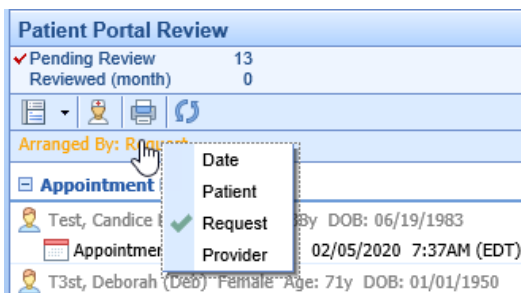 Patient Portal Review
Pending Review 13
Reviewed (month) 0
Arranged By: Request
Date
Patient
Request
Provider
Appointment
Test, Candice 8y DOB: 06/19/1983
02/05/2020 7:37AM (EDT)
T3st, Deborah (Deb) Female Age: 71y DOB: 01/01/1950